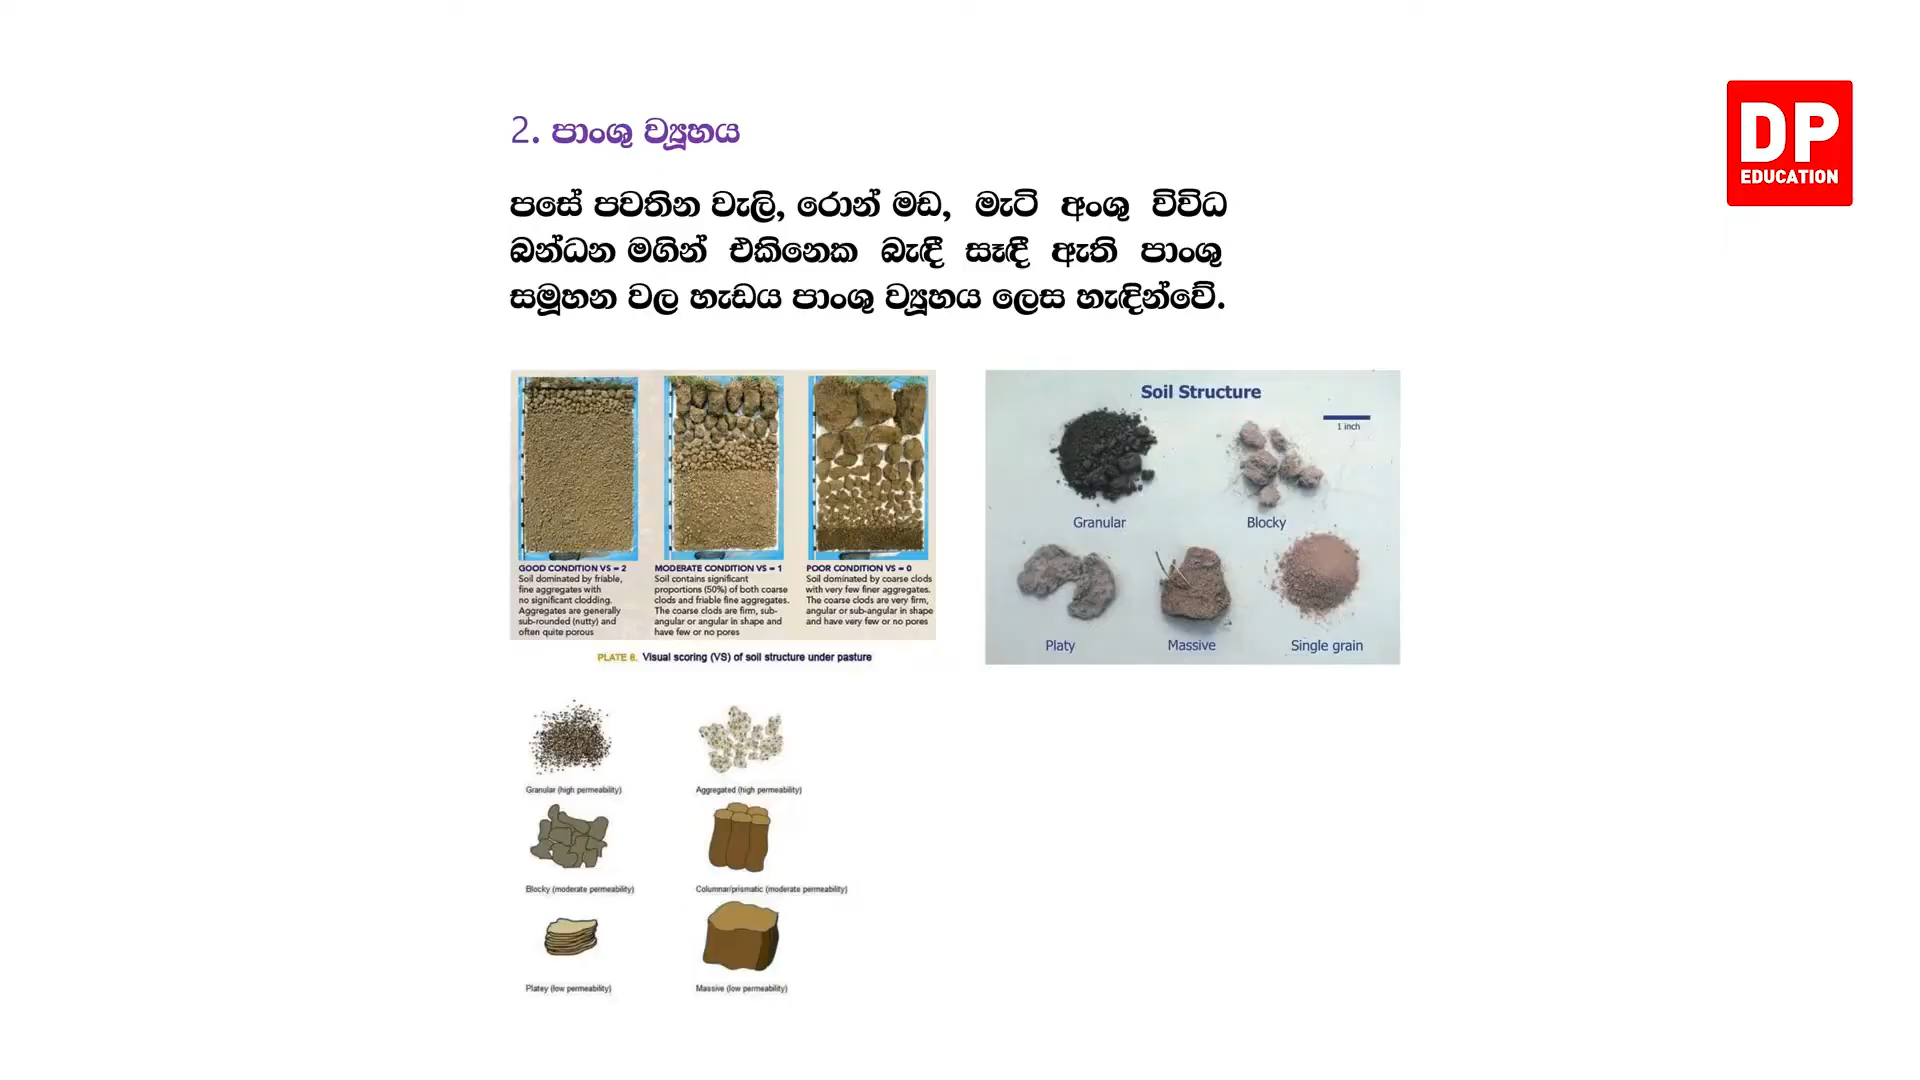 2. පාංශු ව්‍යූහය
පසේ පවතින වැලි, රොන් මඩ, මැටි අංශු විවිධ
බන්ධන මගින් එකිනෙක බැඳී සෑඳී ඇති පාංශු
සමූහන වල හැඩය පාංශු ව්‍යූහය ලෙස හැඳින්වේ.
DP
EDUCATION
GOOD CONDITION VS = 2
Soil dominated by friable,
fine aggregates with
no significant clodding.
Aggregates are generally
sub-rounded (nutty) and
often quite porous
MODERATE CONDITION VS = 1
Soil contains significant
proportions (50%) of both coarse
clods and friable fine aggregates.
The coarse clods are firm, sub-
angular or angular in shape and
have few or no pores
POOR CONDITION VS = 0
Soil dominated by coarse clods
with very few finer aggregates.
The coarse clods are very firm,
angular or sub-angular in shape
and have very few or no pores
PLATE 8. Visual scoring (VS) of soil structure under pasture
Soil Structure
1 inch
Granular
Blocky
Platy
Massive
Single grain
Granular (high permeability)
Aggregated (high permeability)
Blocky (moderate permeability)
Columnar/prismatic (moderate permeability)
Platey (low permeability)
Massive (low permeability)